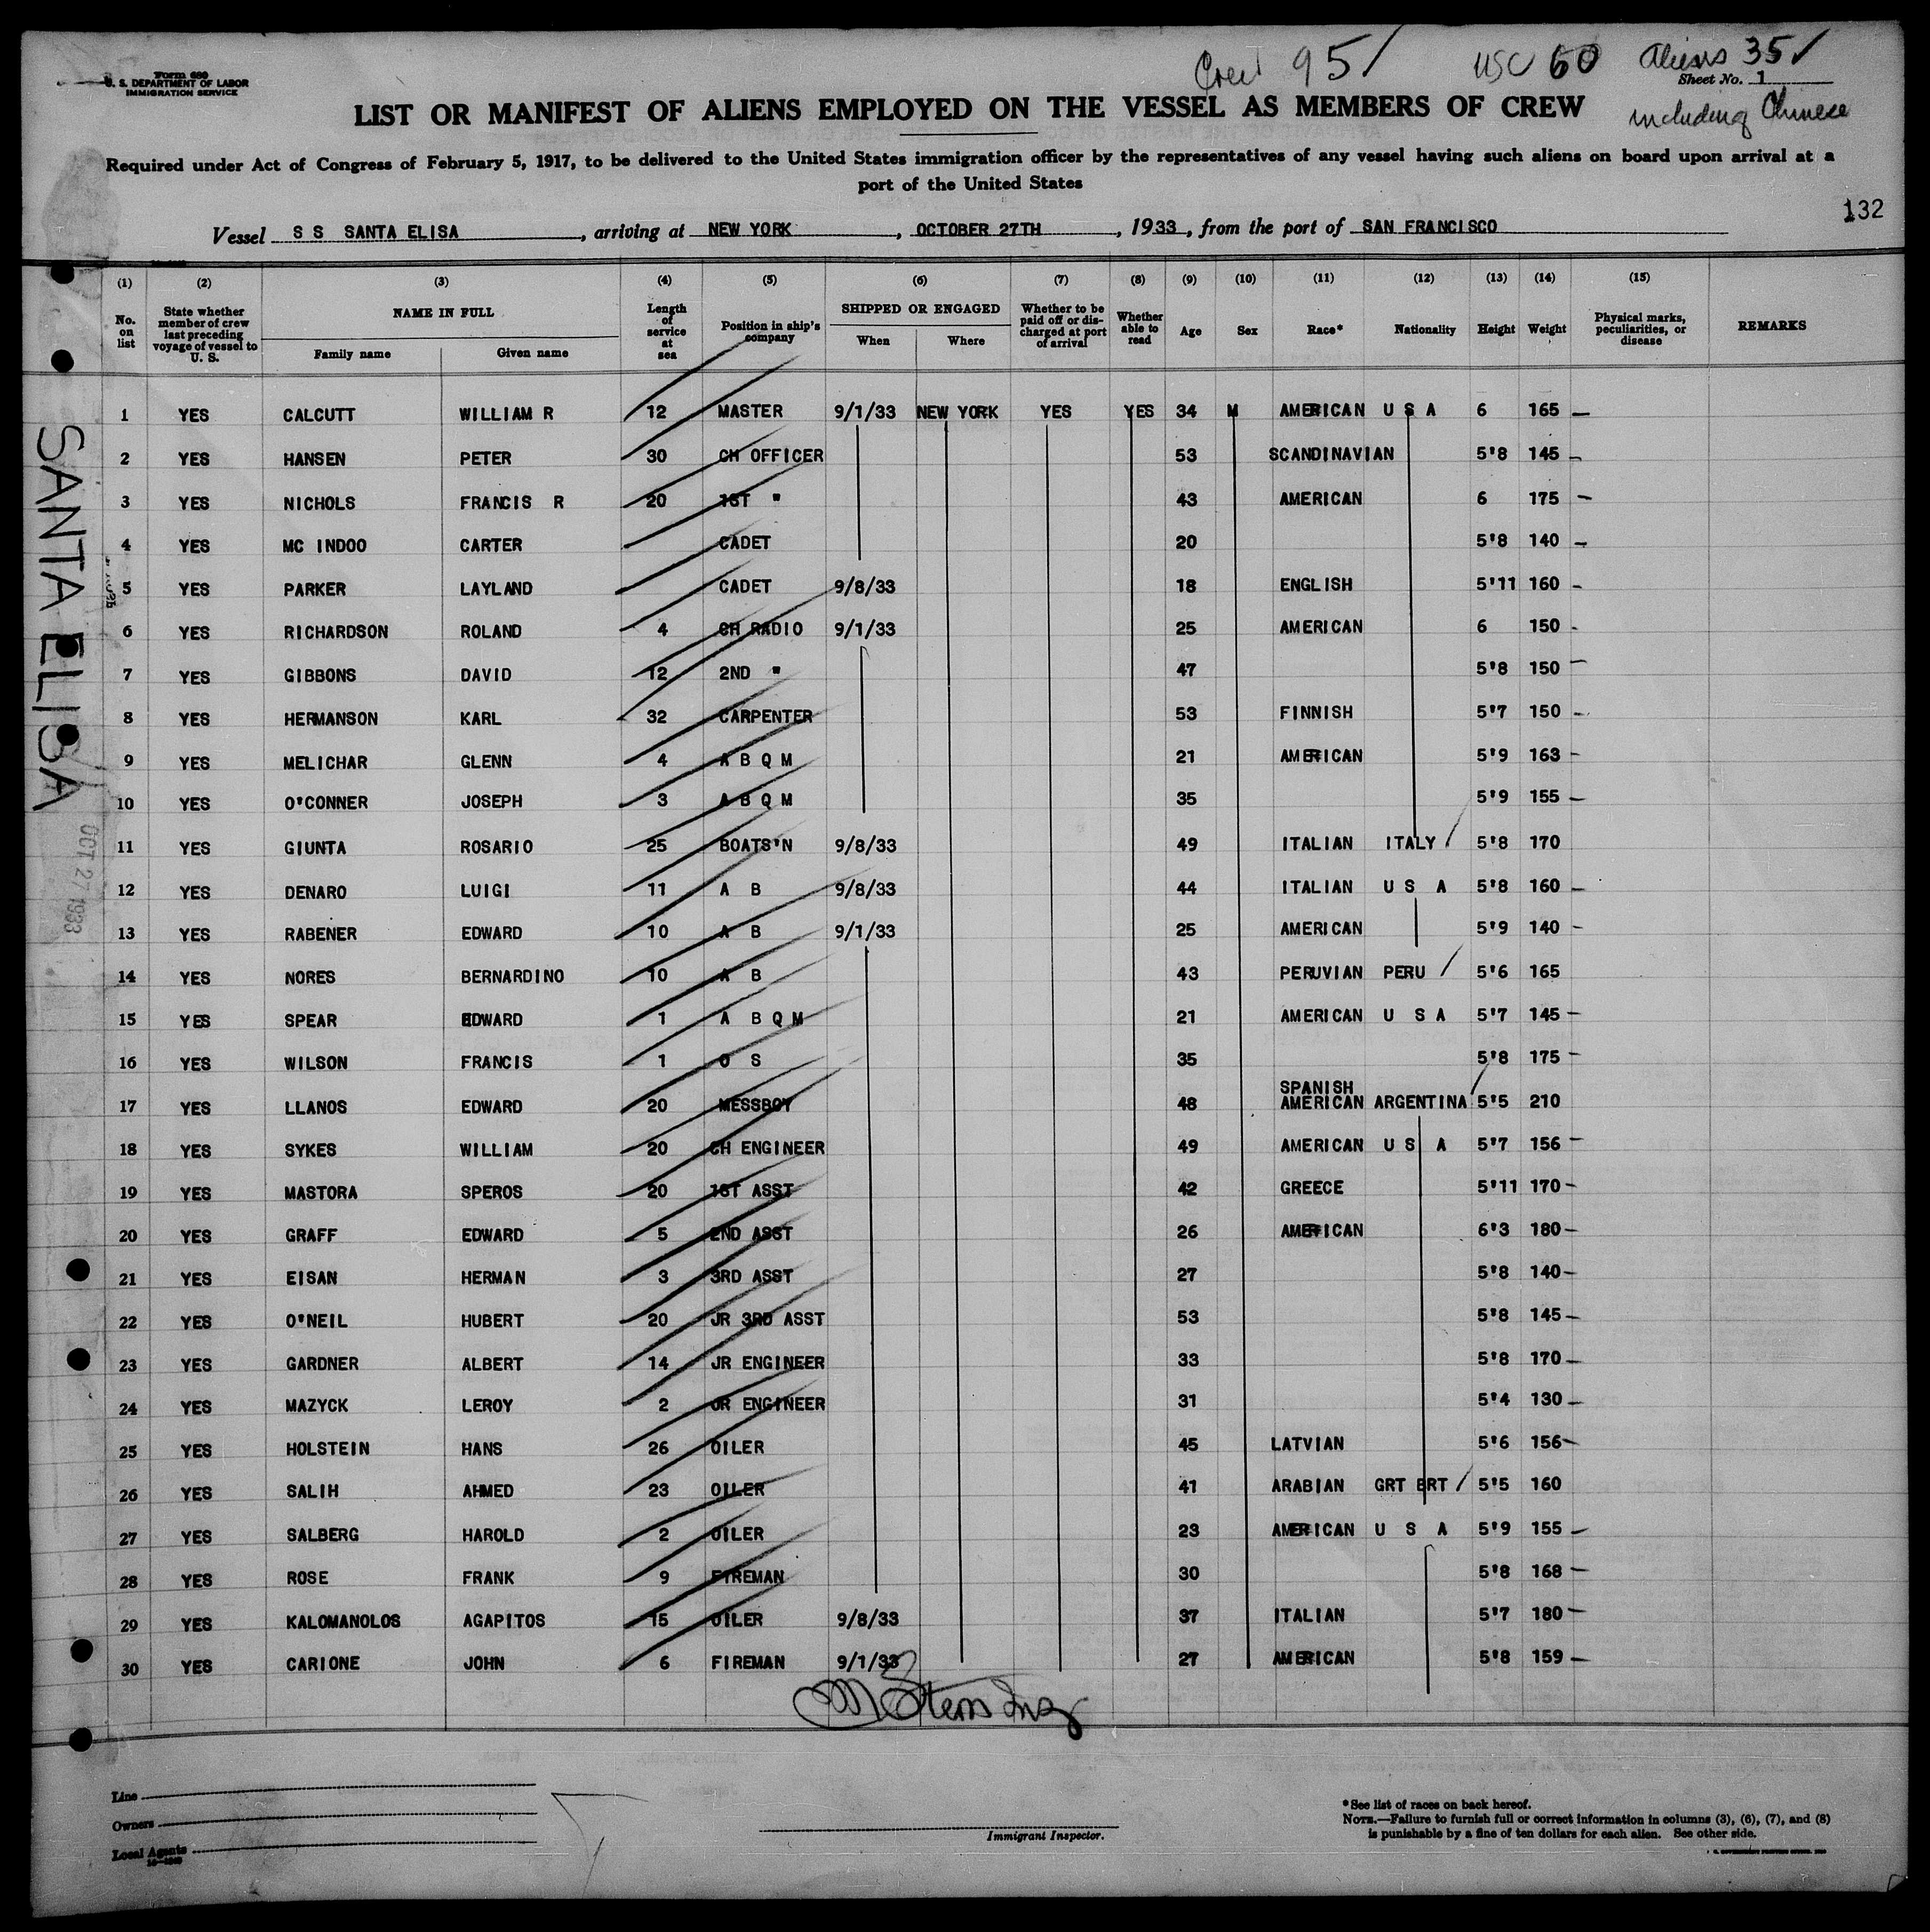 Form 680
U. S. DEPARTMENT OF LABOR
IMMIGRATION SERVICE
Crew 95 / USC 60 Aliens 35 /
including Chinese
Sheet No. 1
LIST OR MANIFEST OF ALIENS EMPLOYED ON THE VESSEL AS MEMBERS OF CREW
Required under Act of Congress of February 5, 1917, to be delivered to the United States immigration officer by the representatives of any vessel having such aliens on board upon arrival at a
port of the United States
132
Vessel S S SANTA ELISA, arriving at NEW YORK, OCTOBER 27TH, 1933, from the port of SAN FRANCISCO
(1) (2) (3) (4) (5) (6) (7) (8) (9) (10) (11) (12) (13) (14) (15)
No. on list
State whether member of crew last preceding voyage of vessel to U. S.
NAME IN FULL
Family name Given name
Length of service at sea
Position in ship's company
SHIPPED OR ENGAGED
When Where
Whether to be paid off or discharged at port of arrival
Whether able to read
Age Sex Race* Nationality Height Weight
Physical marks, peculiarities, or disease
REMARKS
1 YES CALCUTT WILLIAM R 12 MASTER 9/1/33 NEW YORK YES YES 34 M AMERICAN U S A 6 165 —
2 YES HANSEN PETER 30 CH OFFICER 53 SCANDINAVIAN 5'8 145 —
3 YES NICHOLS FRANCIS R 20 1ST " 43 AMERICAN 6 175 —
4 YES MC INDOO CARTER CADET 20 5'8 140 —
5 YES PARKER LAYLAND CADET 9/8/33 18 ENGLISH 5'11 160 —
6 YES RICHARDSON ROLAND 4 CH RADIO 9/1/33 25 AMERICAN 6 150 —
7 YES GIBBONS DAVID 12 2ND " 47 5'8 150 —
8 YES HERMANSON KARL 32 CARPENTER 53 FINNISH 5'7 150 —
9 YES MELICHAR GLENN 4 A B Q M 21 AMERICAN 5'9 163 —
10 YES O'CONNER JOSEPH 3 A B Q M 35 5'9 155 —
11 YES GIUNTA ROSARIO 25 BOATS'N 9/8/33 49 ITALIAN ITALY / 5'8 170
12 YES DENARO LUIGI 11 A B 9/8/33 44 ITALIAN U S A 5'8 160 —
13 YES RABENER EDWARD 10 A B 9/1/33 25 AMERICAN 5'9 140 —
14 YES NORES BERNARDINO 10 A B 43 PERUVIAN PERU / 5'6 165
15 YES SPEAR EDWARD 1 A B Q M 21 AMERICAN U S A 5'7 145 —
16 YES WILSON FRANCIS 1 O S 35 5'8 175 —
17 YES LLANOS EDWARD 20 MESSBOY 48 SPANISH AMERICAN ARGENTINA / 5'5 210
18 YES SYKES WILLIAM 20 CH ENGINEER 49 AMERICAN U S A 5'7 156 —
19 YES MASTORA SPEROS 20 1ST ASST 42 GREECE 5'11 170 —
20 YES GRAFF EDWARD 5 2ND ASST 26 AMERICAN 6'3 180 —
21 YES EISAN HERMAN 3 3RD ASST 27 5'8 140 —
22 YES O'NEIL HUBERT 20 JR 3RD ASST 53 5'8 145 —
23 YES GARDNER ALBERT 14 JR ENGINEER 33 5'8 170 —
24 YES MAZYCK LEROY 2 JR ENGINEER 31 5'4 130 —
25 YES HOLSTEIN HANS 26 OILER 45 LATVIAN 5'6 156 —
26 YES SALIH AHMED 23 OILER 41 ARABIAN GRT BRT / 5'5 160
27 YES SALBERG HAROLD 2 OILER 23 AMERICAN U S A 5'9 155 —
28 YES ROSE FRANK 9 FIREMAN 30 5'8 168 —
29 YES KALOMANOLOS AGAPITOS 15 OILER 9/8/33 37 ITALIAN 5'7 180 —
30 YES CARIONE JOHN 6 FIREMAN 9/1/33 27 AMERICAN 5'8 159 —
SANTA ELISA
OCT 27 1933
Line
Owners
Local Agents
Immigrant Inspector.
*See list of races on back hereof.
NOTE.—Failure to furnish full or correct information in columns (3), (6), (7), and (8)
is punishable by a fine of ten dollars for each alien. See other side.